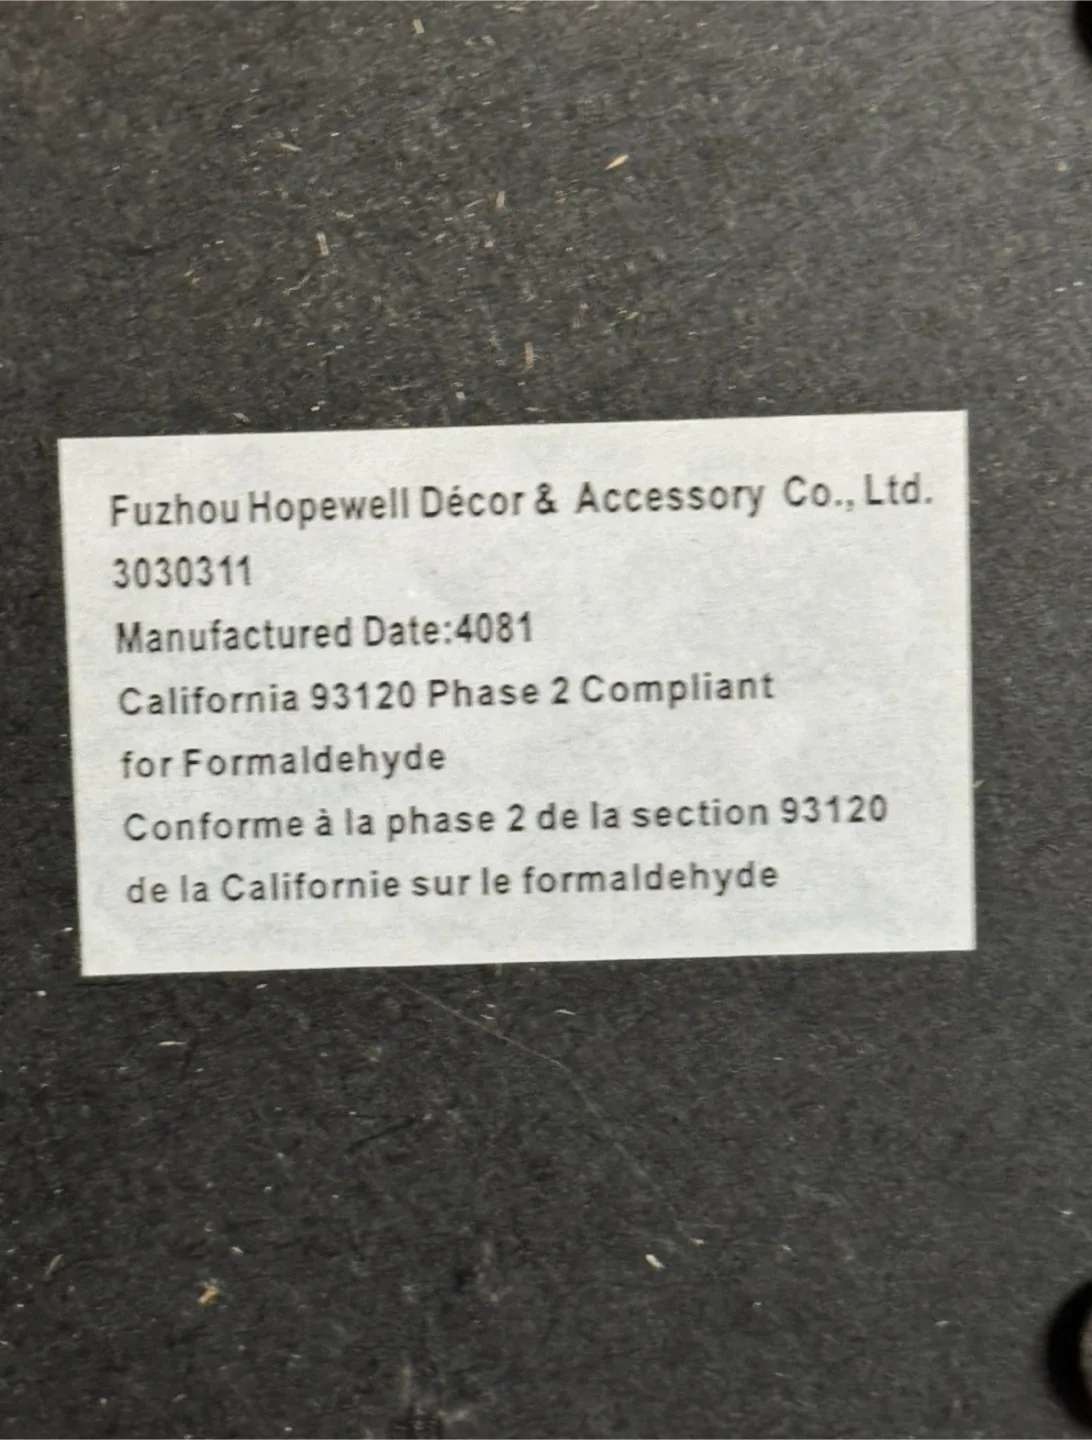 Fuzhou Hopewell Décor & Accessory Co., Ltd.
3030311
Manufactured Date:4081
California 93120 Phase 2 Compliant
for Formaldehyde
Conforme à la phase 2 de la section 93120
de la Californie sur le formaldehyde